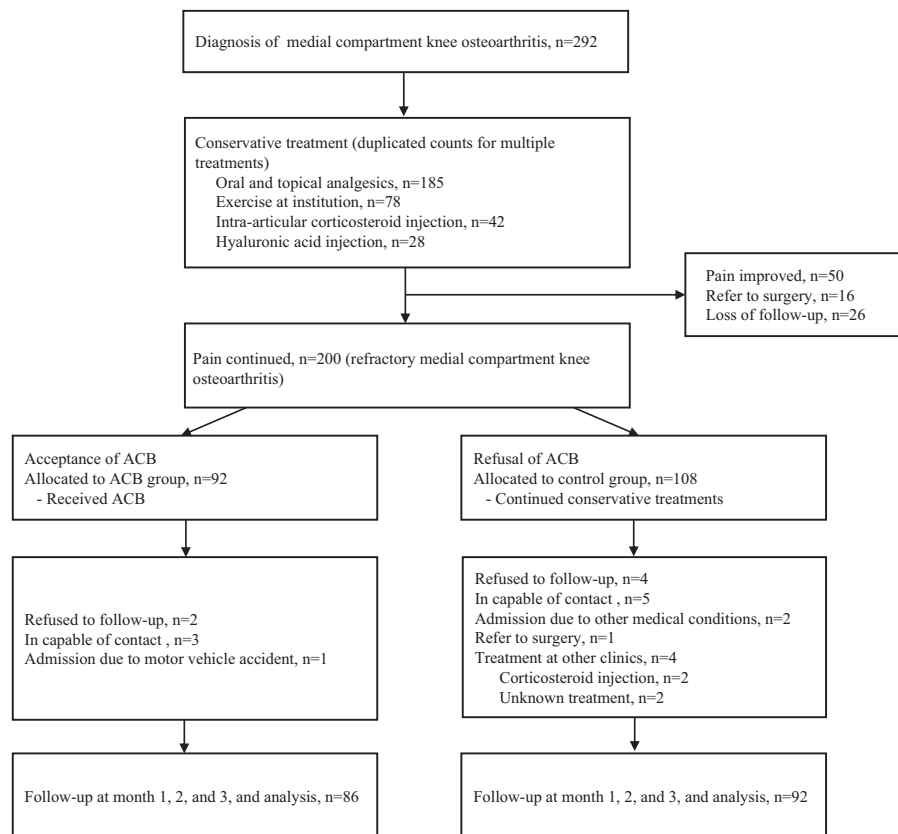 Diagnosis of medial compartment knee osteoarthritis, n=292
Conservative treatment (duplicated counts for multiple
treatments)
Oral and topical analgesics, n=185
Exercise at institution, n=78
Intra-articular corticosteroid injection, n=42
Hyaluronic acid injection, n=28
Pain improved, n=50
Refer to surgery, n=16
Loss of follow-up, n=26
Pain continued, n=200 (refractory medial compartment knee
osteoarthritis)
Acceptance of ACB
Allocated to ACB group, n=92
- Received ACB
Refusal of ACB
Allocated to control group, n=108
- Continued conservative treatments
Refused to follow-up, n=2
In capable of contact , n=3
Admission due to motor vehicle accident, n=1
Refused to follow-up, n=4
In capable of contact , n=5
Admission due to other medical conditions, n=2
Refer to surgery, n=1
Treatment at other clinics, n=4
Corticosteroid injection, n=2
Unknown treatment, n=2
Follow-up at month 1, 2, and 3, and analysis, n=86
Follow-up at month 1, 2, and 3, and analysis, n=92